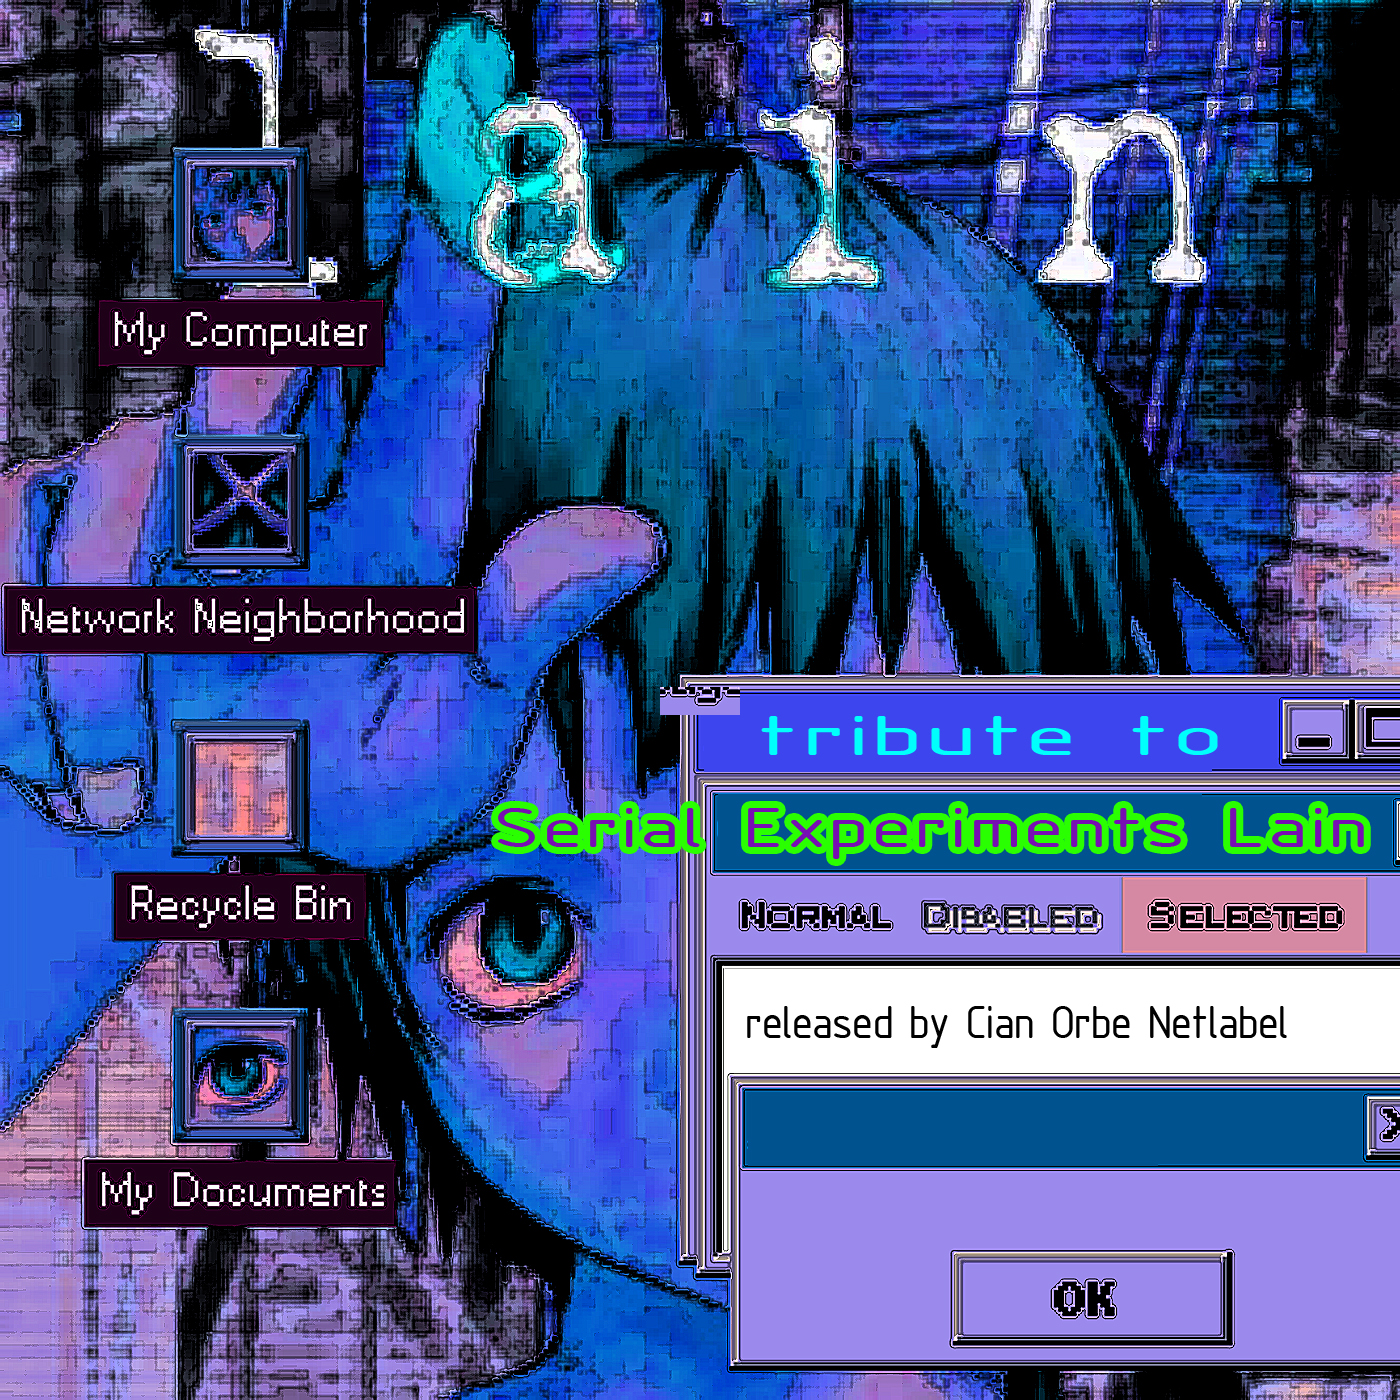 lain
My Computer
Network Neighborhood
tribute to
Serial Experiments Lain
Recycle Bin
Normal Disabled Selected
released by Cian Orbe Netlabel
My Documents
OK